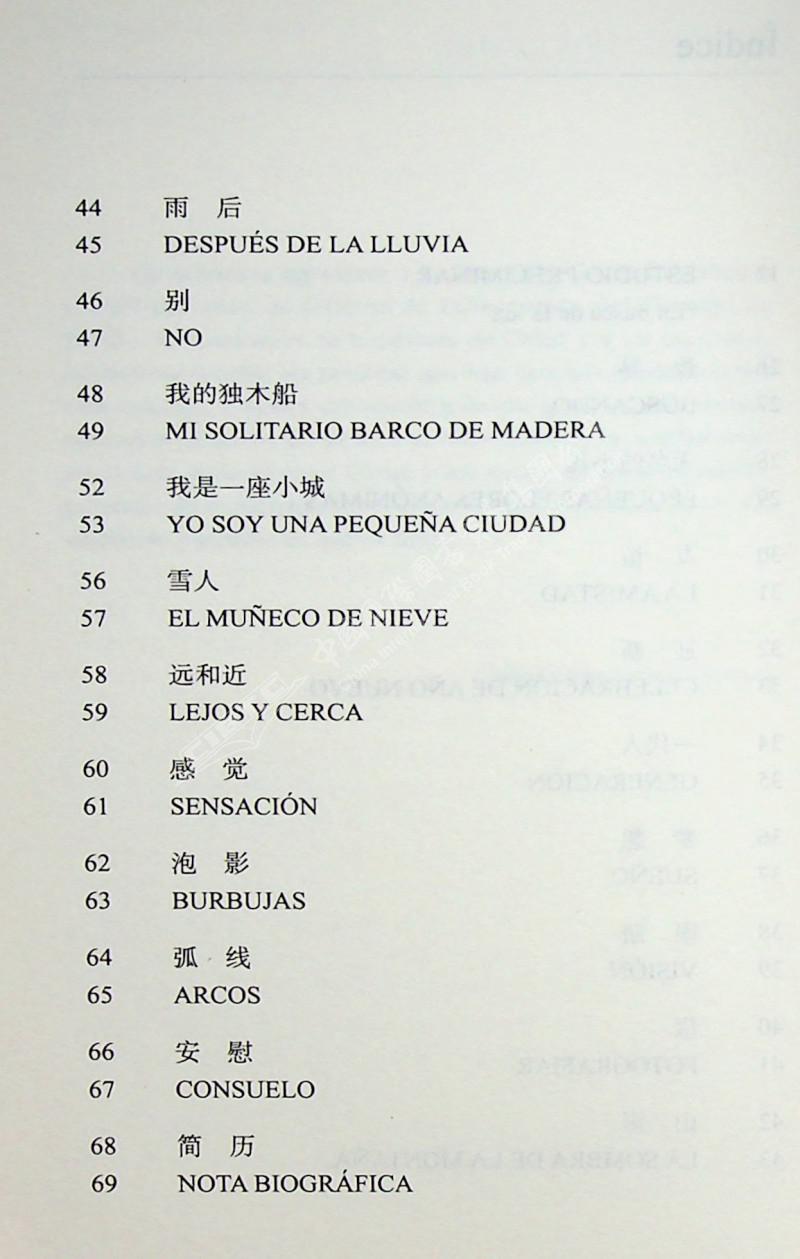 44 雨 后
45 DESPUÉS DE LA LLUVIA
46 别
47 NO
48 我的独木船
49 MI SOLITARIO BARCO DE MADERA
52 我是一座小城
53 YO SOY UNA PEQUEÑA CIUDAD
56 雪人
57 EL MUÑECO DE NIEVE
58 远和近
59 LEJOS Y CERCA
60 感 觉
61 SENSACIÓN
62 泡 影
63 BURBUJAS
64 弧 线
65 ARCOS
66 安 慰
67 CONSUELO
68 简 历
69 NOTA BIOGRÁFICA